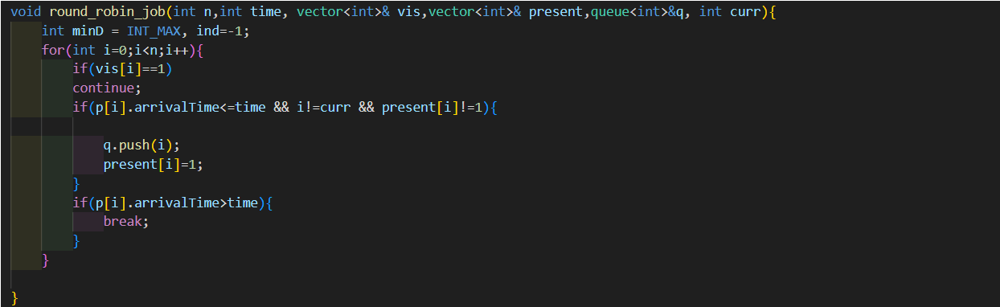 void round_robin_job(int n,int time, vector<int>& vis,vector<int>& present,queue<int>&q, int curr){
    int minD = INT_MAX, ind=-1;
    for(int i=0;i<n;i++){
        if(vis[i]==1)
        continue;
        if(p[i].arrivalTime<=time && i!=curr && present[i]!=1){

            q.push(i);
            present[i]=1;
        }
        if(p[i].arrivalTime>time){
            break;
        }
    }

}